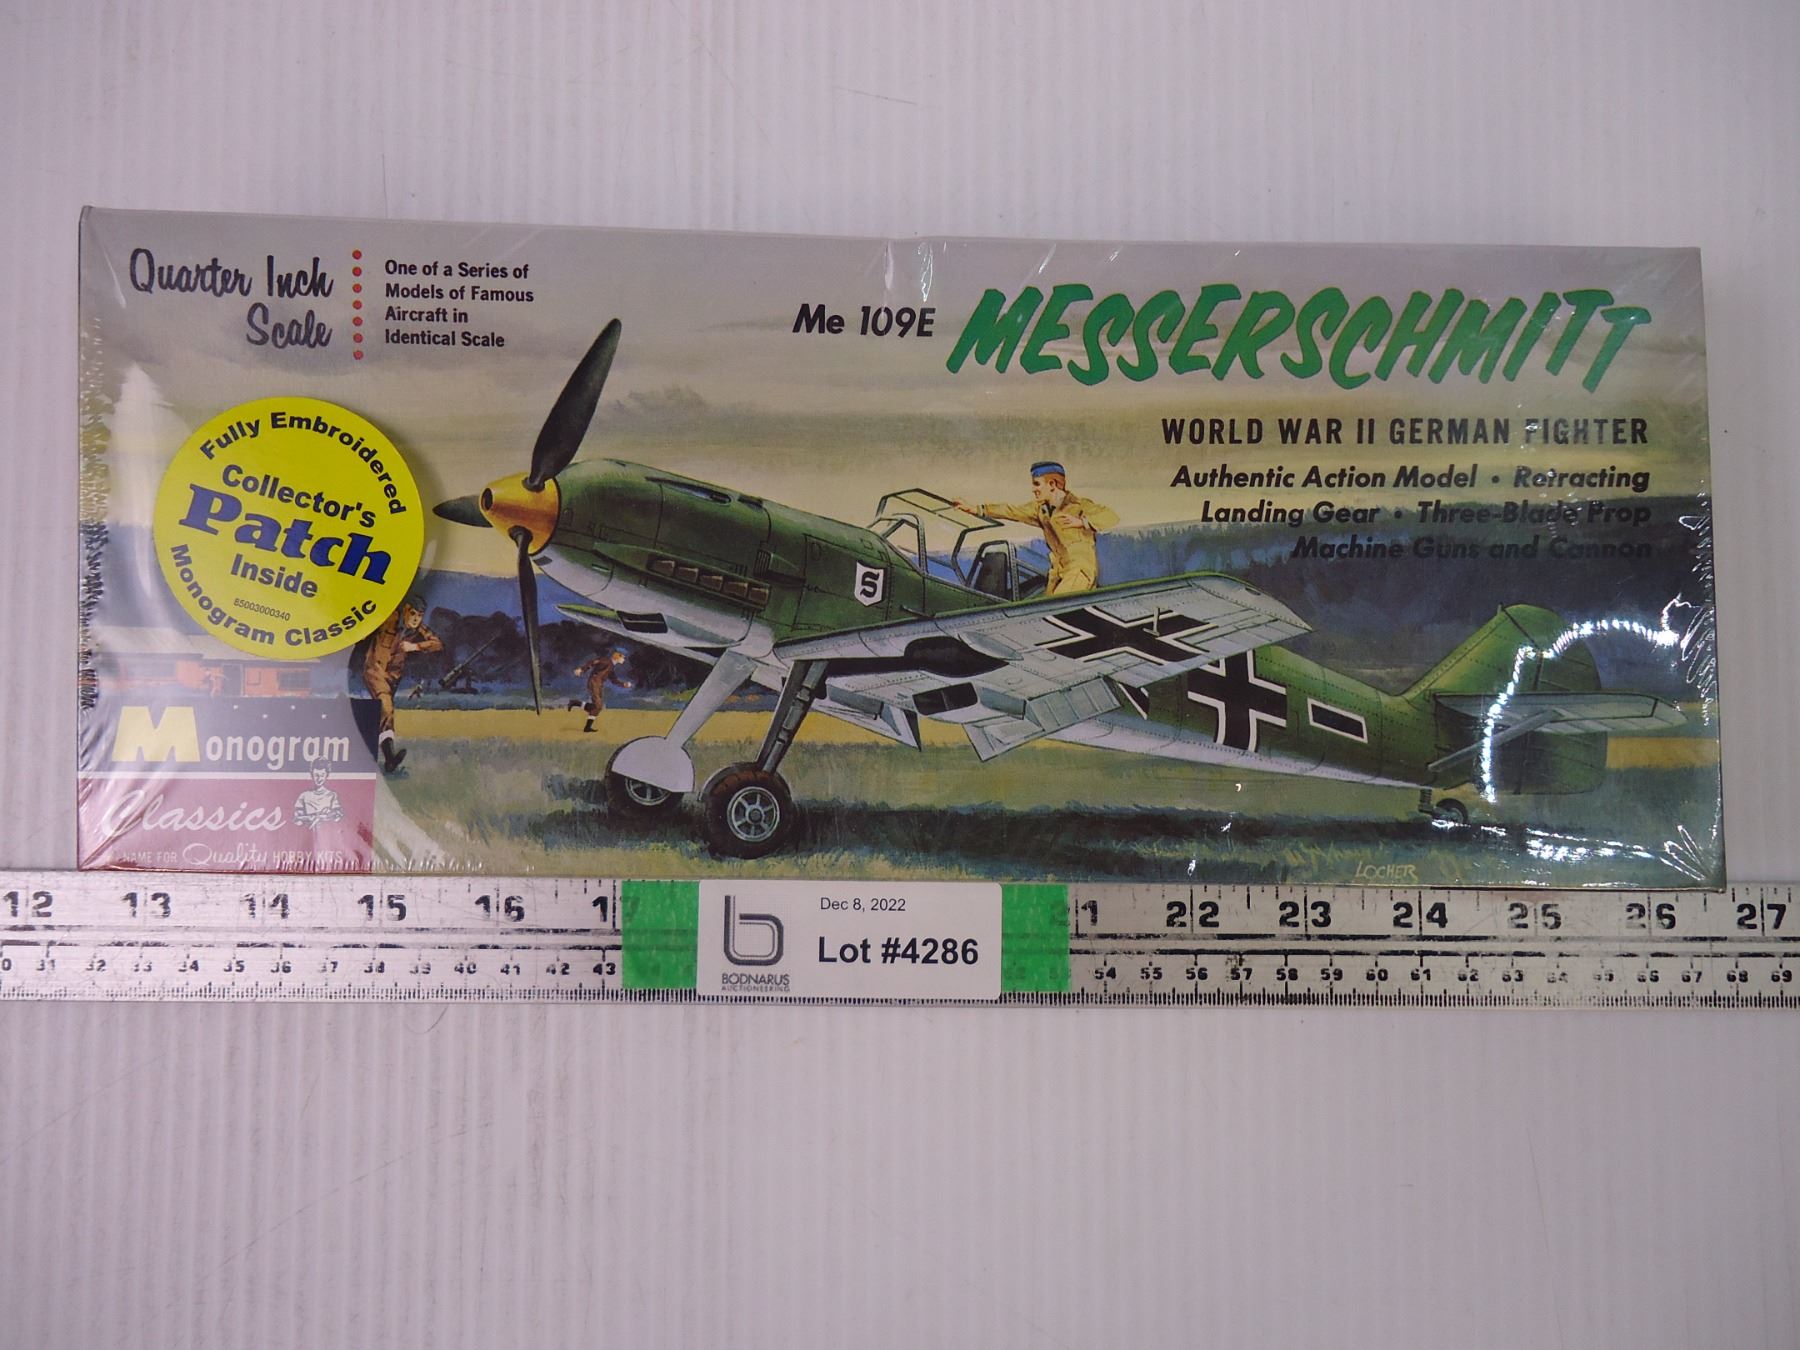 Quarter Inch
Scale
One of a Series of
Models of Famous
Aircraft in
Identical Scale
Me 109E MESSERSCHMITT
WORLD WAR II GERMAN FIGHTER
Authentic Action Model • Retracting
Landing Gear • Three-Blade Prop
Machine Guns and Cannon
Fully Embroidered
Collector's
Patch
Inside
85003000340
Monogram Classic
S
Monogram
Classics
NAME FOR Quality HOBBY KITS
LOCHER
12 13 14 15 16 1 21 22 23 24 25 26 27
31 32 33 34 35 36 37 38 39 40 41 42 43 54 55 56 57 58 59 60 61 62 63 64 65 66 67 68 69
b
BODNARUS
AUCTIONEERING
Dec 8, 2022
Lot #4286